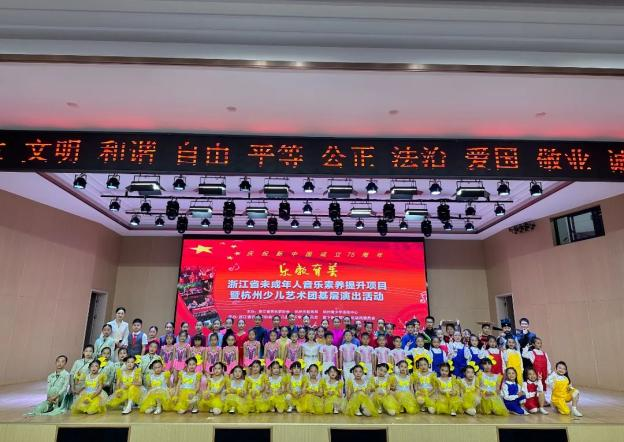 文明 和谐 自由 平等 公正 法治 爱国 敬业
庆祝新中国成立75周年
乐教育美
浙江省未成年人音乐素养提升项目
暨杭州少儿艺术团基层演出活动